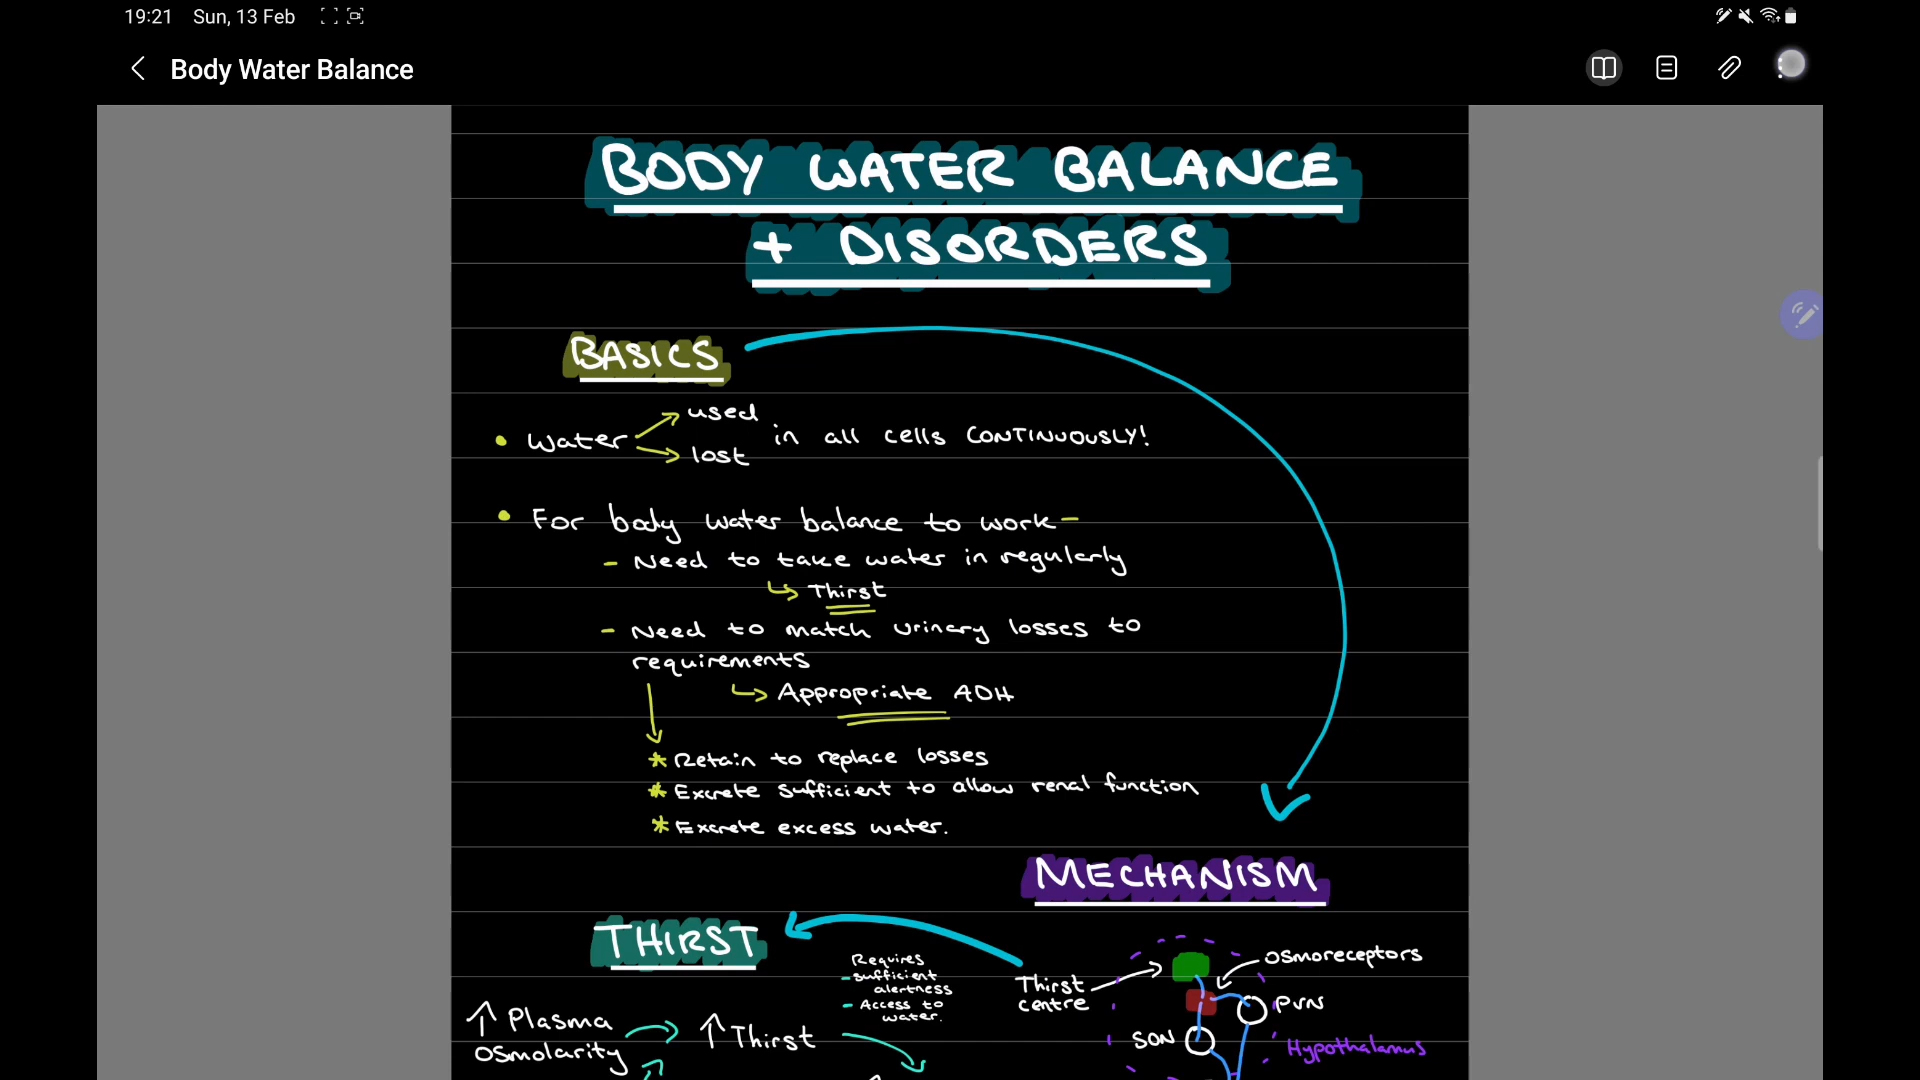 19:21 Sun, 13 Feb
Body Water Balance
BODY WATER BALANCE
+ DISORDERS
BASICS
• Water → used
→ lost
in all cells CONTINUOUSLY!
• For body water balance to work -
- Need to take water in regularly
↳ Thirst
- Need to match urinary losses to
requirements
↳ Appropriate ADH
* Retain to replace losses
* Excrete sufficient to allow renal function
* Excrete excess water.
MECHANISM
THIRST
Requires
- sufficient
alertness
- Access to
water.
↑ Plasma
osmolarity
↑ Thirst
Thirst
centre
osmoreceptors
PVN
SON
Hypothalamus